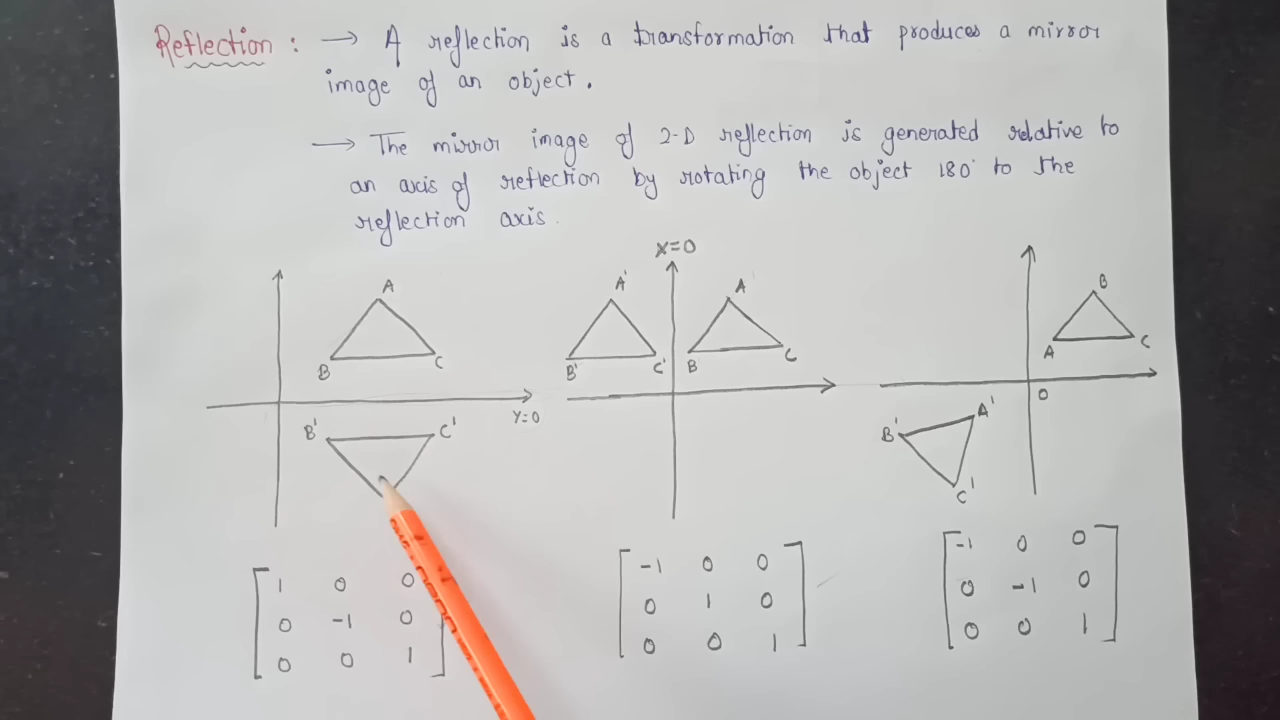 Reflection : → A reflection is a transformation that produces a mirror
image of an object.
→ The mirror image of 2-D reflection is generated relative to
an axis of reflection by rotating the object 180° to the
reflection axis.
A
B
C
Y=0
B'
C'
X=0
A'
A
B'
C'
B
C
B
A
C
O
A'
B'
C'
1 0 0
0 -1 0
0 0 1
-1 0 0
0 1 0
0 0 1
-1 0 0
0 -1 0
0 0 1